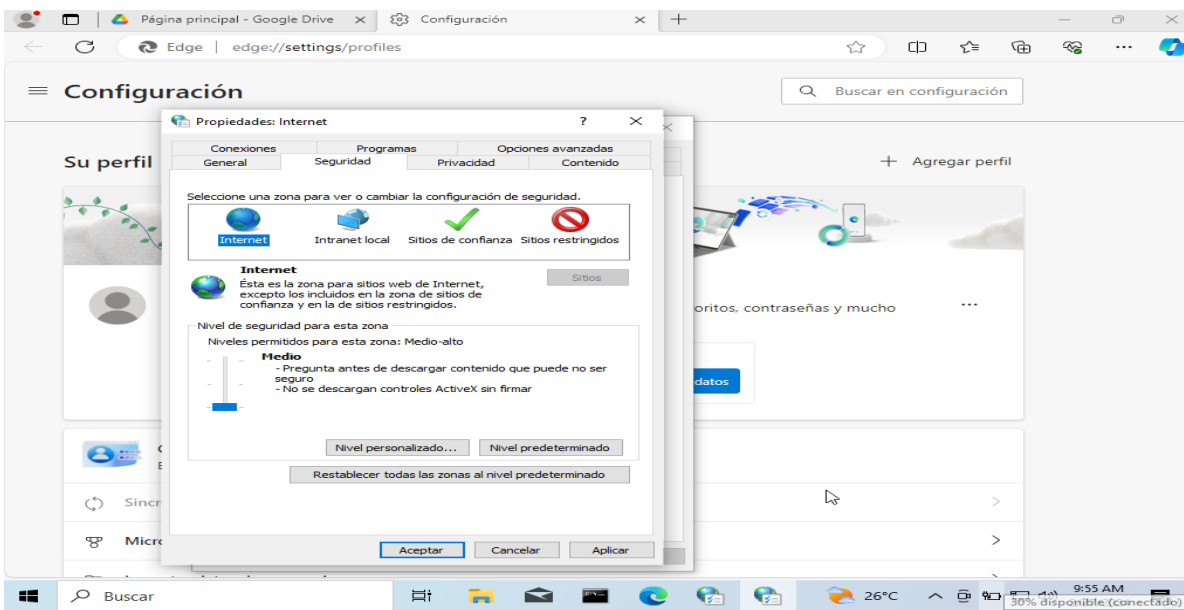 Página principal - Google Drive
Configuración
Edge
edge://settings/profiles
Configuración
Buscar en configuración
Propiedades: Internet
?
Su perfil
Agregar perfil
Conexiones
Programas
Opciones avanzadas
General
Seguridad
Privacidad
Contenido
Seleccione una zona para ver o cambiar la configuración de seguridad.
Internet
Intranet local
Sitios de confianza
Sitios restringidos
Internet
Ésta es la zona para sitios web de Internet,
excepto los incluidos en la zona de sitios de
confianza y en la de sitios restringidos.
Sitios
oritos, contraseñas y mucho
Nivel de seguridad para esta zona
Niveles permitidos para esta zona: Medio-alto
Medio
- Pregunta antes de descargar contenido que puede no ser
seguro
- No se descargan controles ActiveX sin firmar
datos
Nivel personalizado...
Nivel predeterminado
Restablecer todas las zonas al nivel predeterminado
Sincr
Micro
Aceptar
Cancelar
Aplicar
Buscar
26°C
9:55 AM
30% disponible (conectado)